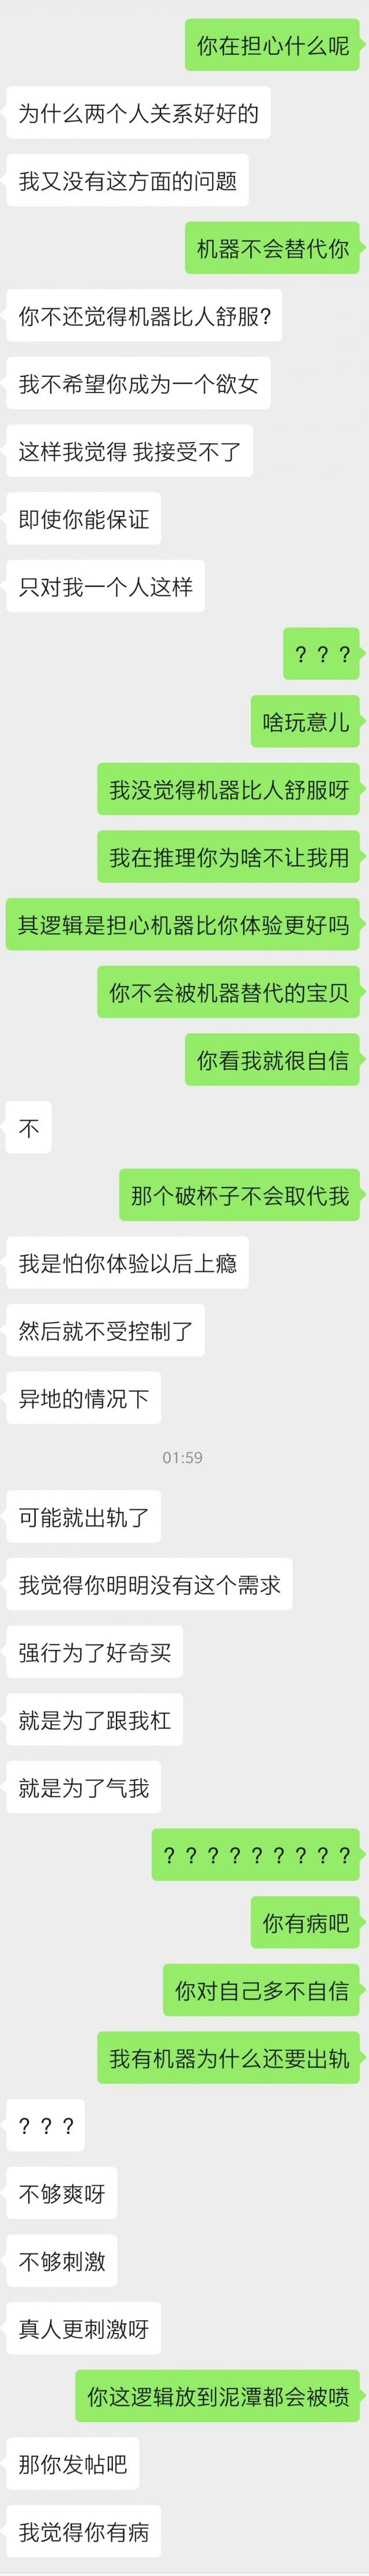 你在担心什么呢
为什么两个人关系好好的
我又没有这方面的问题
机器不会替代你
你不还觉得机器比人舒服?
我不希望你成为一个欲女
这样我觉得 我接受不了
即使你能保证
只对我一个人这样
？？？
啥玩意儿
我没觉得机器比人舒服呀
我在推理你为啥不让我用
其逻辑是担心机器比你体验更好吗
你不会被机器替代的宝贝
你看我就很自信
不
那个破杯子不会取代我
我是怕你体验以后上瘾
然后就不受控制了
异地的情况下
01:59
可能就出轨了
我觉得你明明没有这个需求
强行为了好奇买
就是为了跟我杠
就是为了气我
？？？？？？？？？
你有病吧
你对自己多不自信
我有机器为什么还要出轨
？？？
不够爽呀
不够刺激
真人更刺激呀
你这逻辑放到泥潭都会被喷
那你发帖吧
我觉得你有病